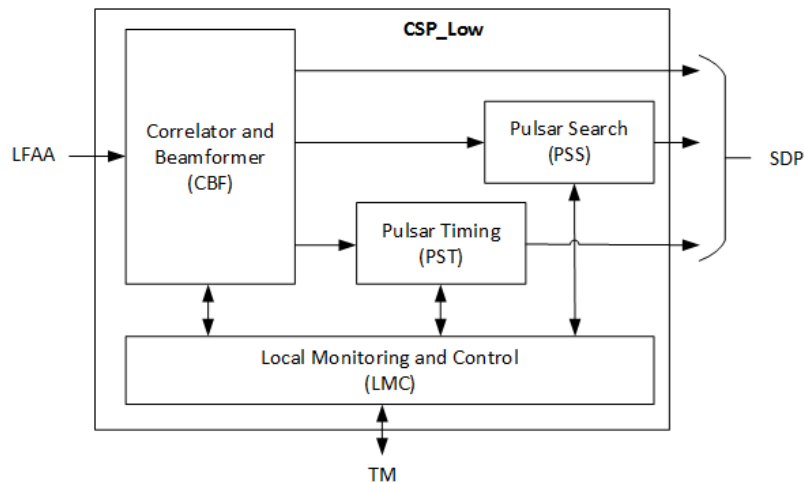 CSP_Low
Correlator and
Beamformer
(CBF)
Pulsar Search
(PSS)
LFAA
SDP
Pulsar Timing
(PST)
Local Monitoring and Control
(LMC)
TM